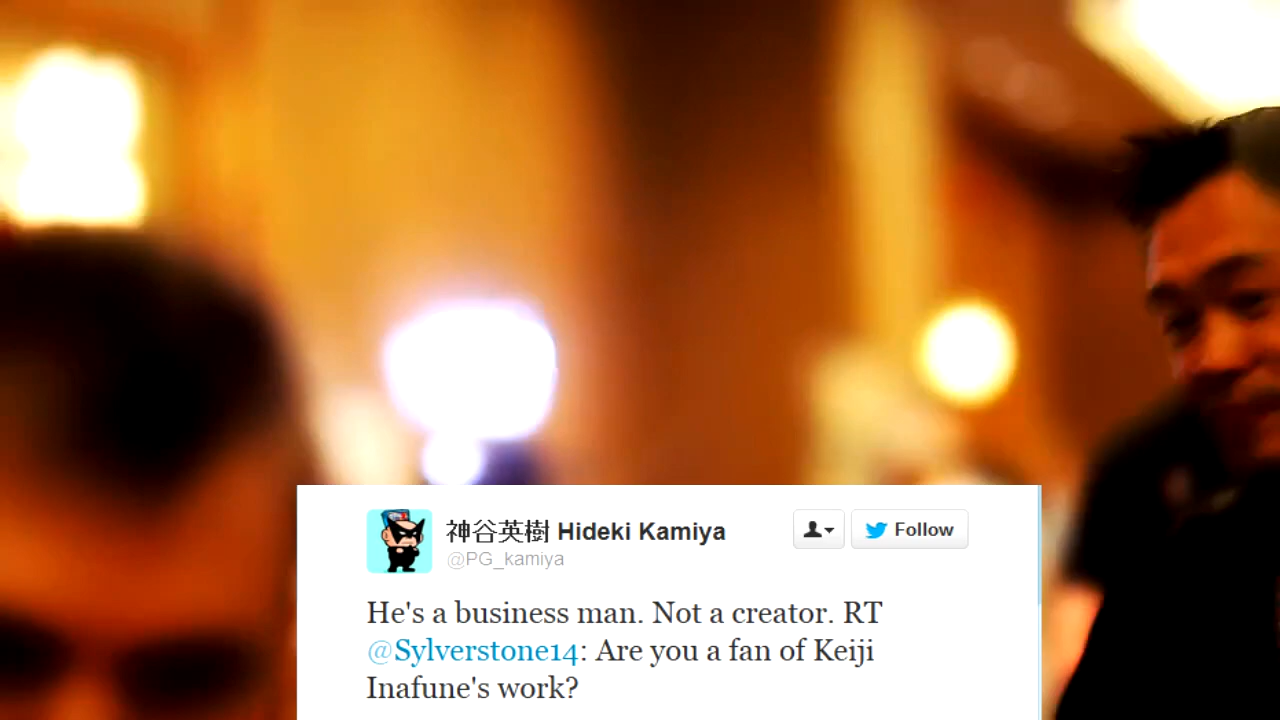 神谷英樹 Hideki Kamiya
Follow
@PG_kamiya
He's a business man. Not a creator. RT
@Sylverstone14: Are you a fan of Keiji
Inafune's work?